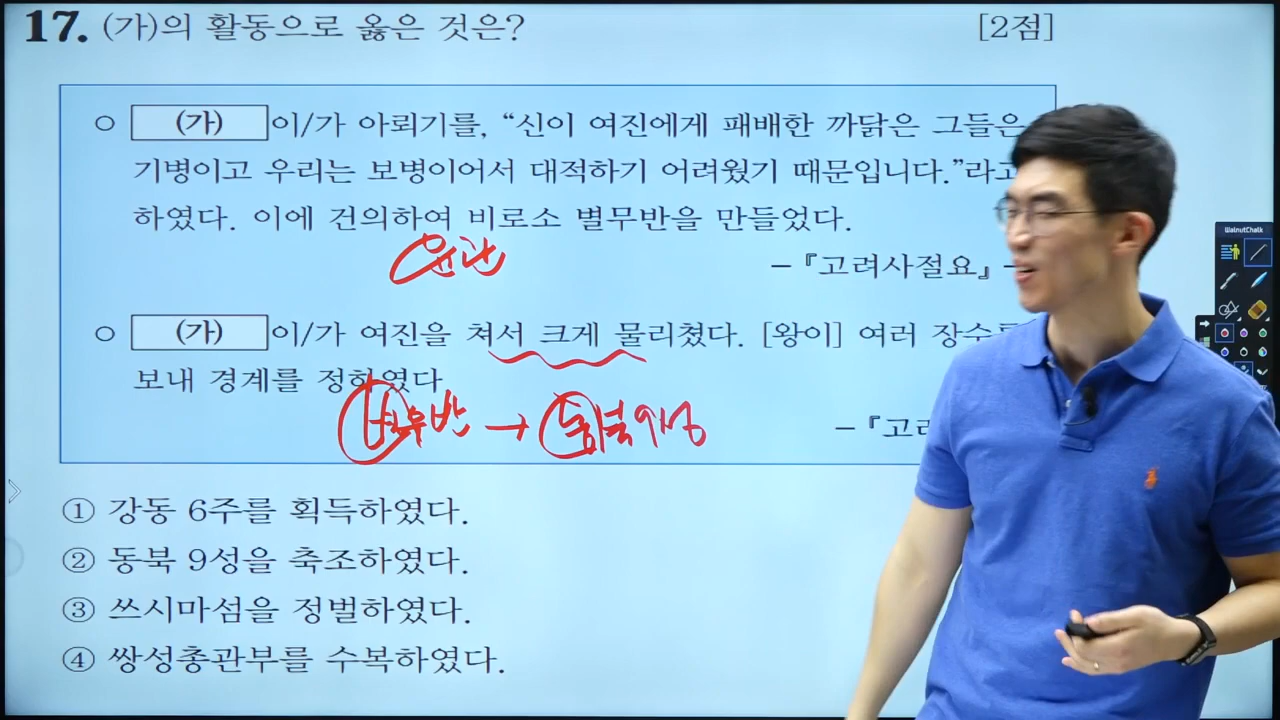 17. (가)의 활동으로 옳은 것은? [2점]
○ (가) 이/가 아뢰기를, “신이 여진에게 패배한 까닭은 그들은
기병이고 우리는 보병이어서 대적하기 어려웠기 때문입니다.”라고
하였다. 이에 건의하여 비로소 별무반을 만들었다.
윤관
－『고려사절요』－
○ (가) 이/가 여진을 쳐서 크게 물리쳤다. [왕이] 여러 장수를
보내 경계를 정하였다
별무반 → 동북 9성
－『고려
① 강동 6주를 획득하였다.
② 동북 9성을 축조하였다.
③ 쓰시마섬을 정벌하였다.
④ 쌍성총관부를 수복하였다.
WalnutChalk